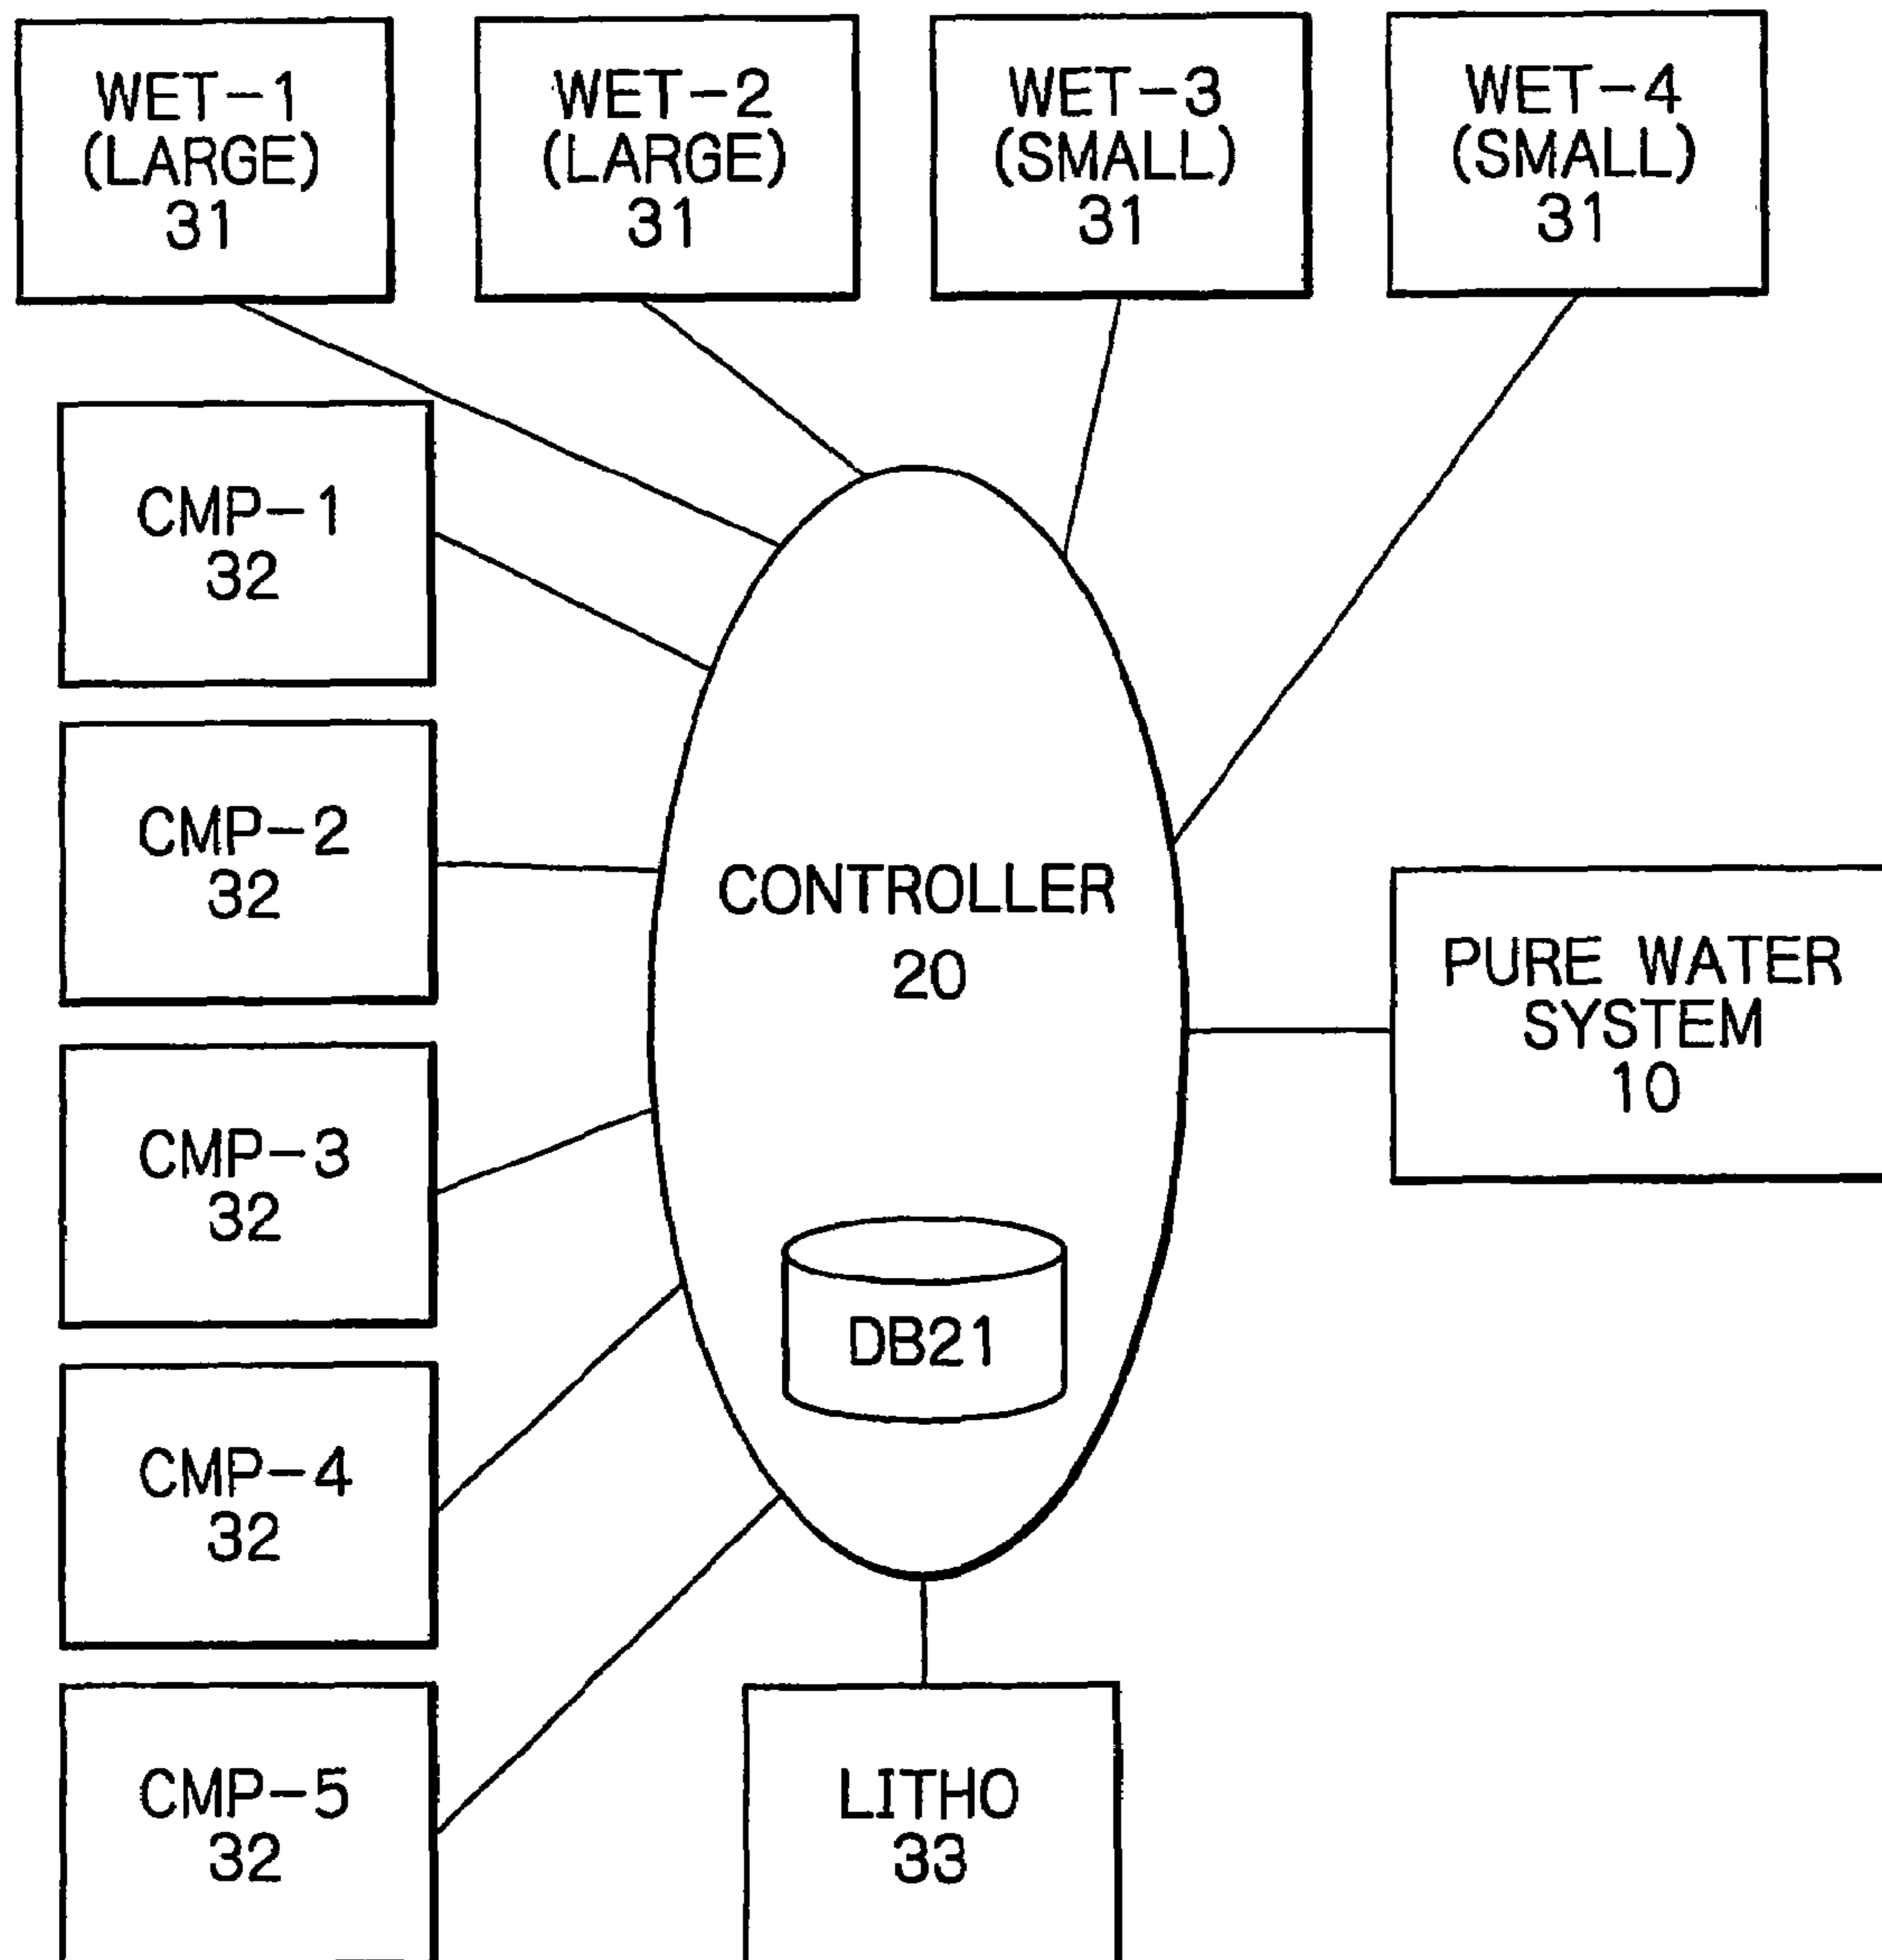 WET-1
(LARGE)
31
WET-2
(LARGE)
31
WET-3
(SMALL)
31
WET-4
(SMALL)
31
CMP-1
32
CMP-2
32
CMP-3
32
CMP-4
32
CMP-5
32
CONTROLLER
20
DB21
PURE WATER
SYSTEM
10
LITHO
33